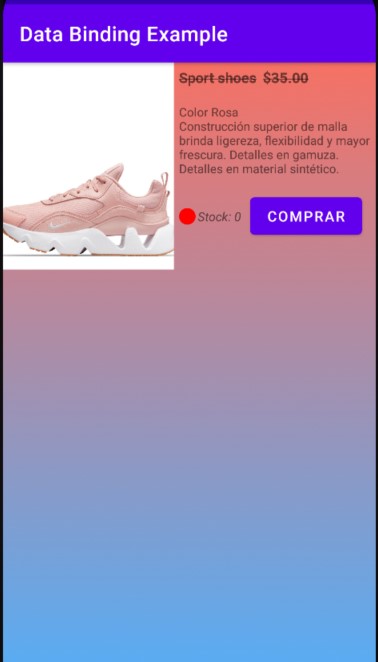 Data Binding Example
Sport shoes $35.00
Color Rosa
Construcción superior de malla
brinda ligereza, flexibilidad y mayor
frescura. Detalles en gamuza.
Detalles en material sintético.
Stock: 0
COMPRAR